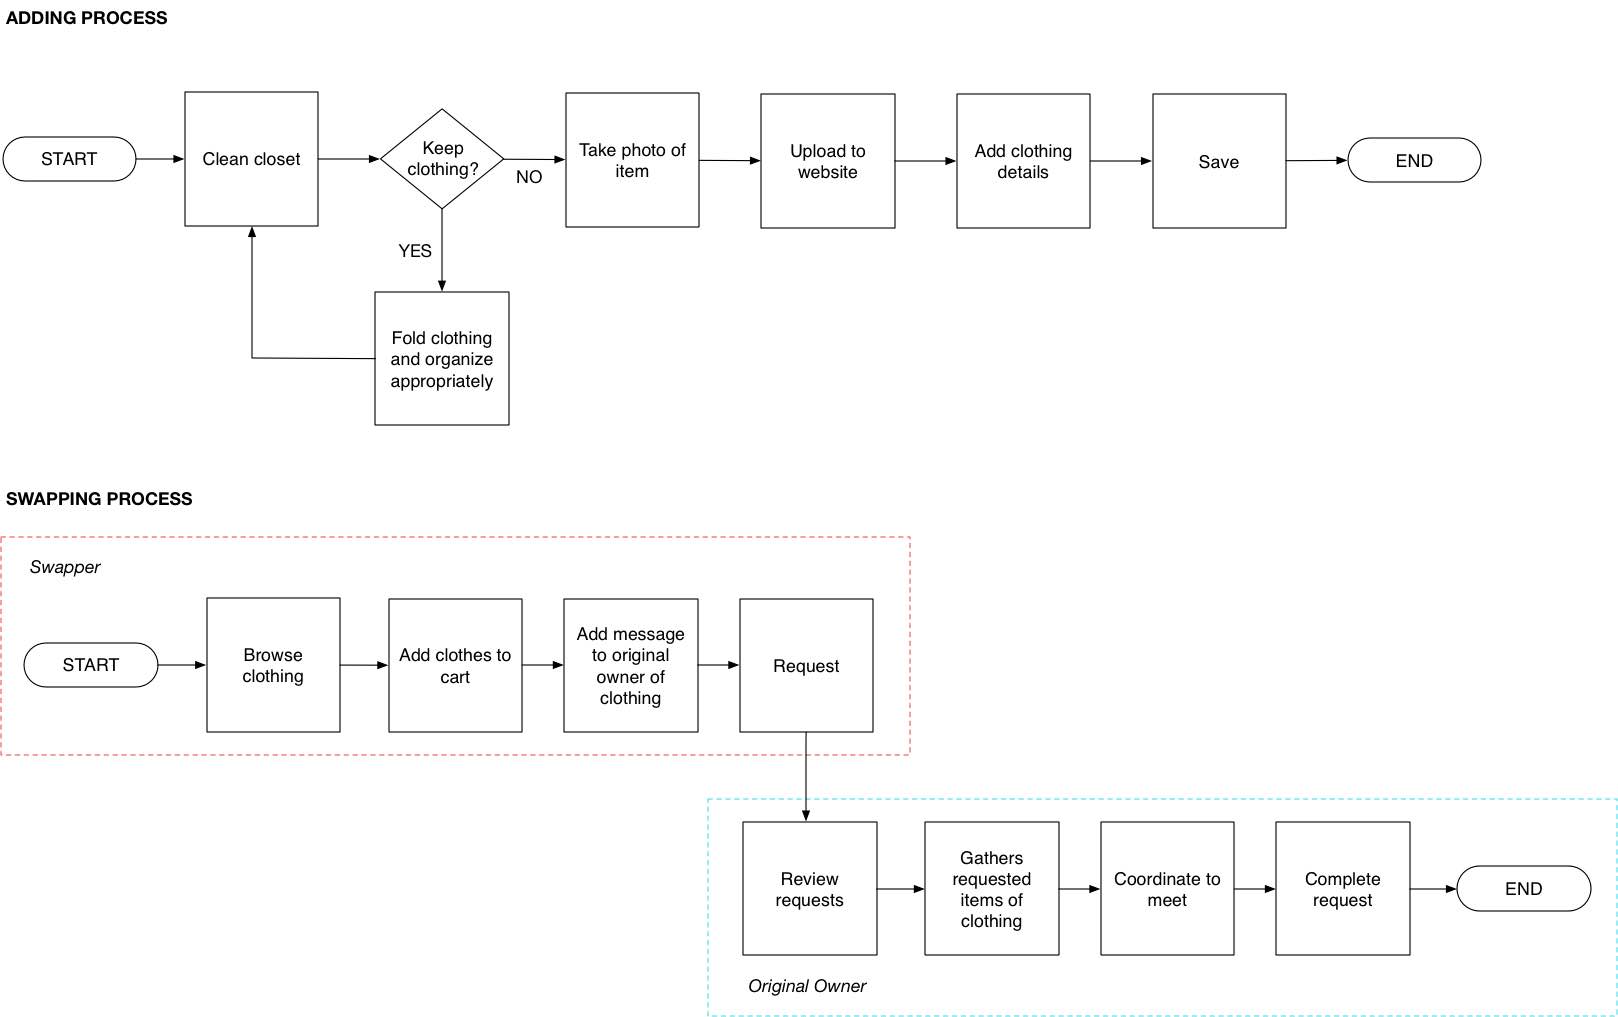 ADDING PROCESS
START
Clean closet
Keep
clothing?
NO
YES
Fold clothing
and organize
appropriately
Take photo of
item
Upload to
website
Add clothing
details
Save
END
SWAPPING PROCESS
Swapper
START
Browse
clothing
Add clothes to
cart
Add message
to original
owner of
clothing
Request
Review
requests
Gathers
requested
items of
clothing
Coordinate to
meet
Complete
request
END
Original Owner